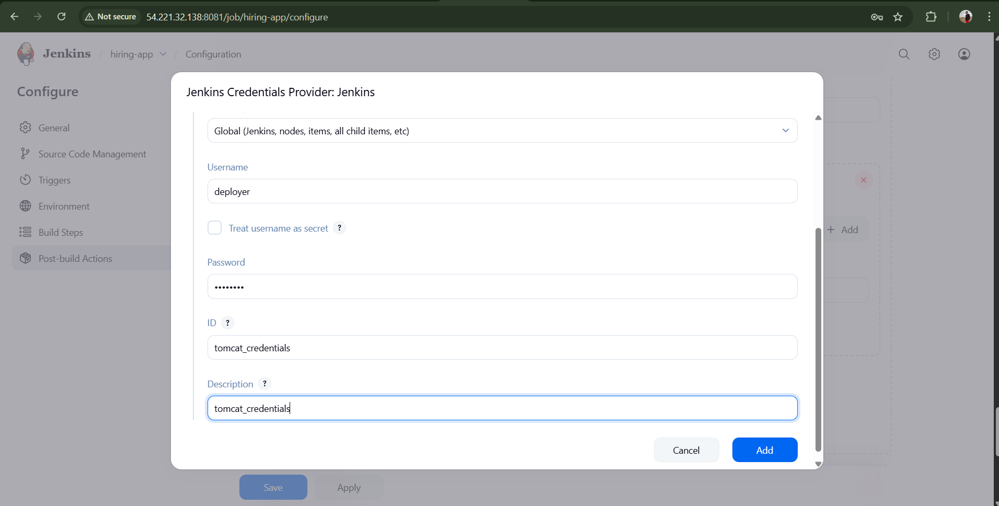 Not secure
54.221.32.138:8081/job/hiring-app/configure
Jenkins / hiring-app / Configuration
Configure
General
Source Code Management
Triggers
Environment
Build Steps
Post-build Actions
Jenkins Credentials Provider: Jenkins
Global (Jenkins, nodes, items, all child items, etc)
Username
deployer
Treat username as secret ?
Password
••••••••
ID ?
tomcat_credentials
Description ?
tomcat_credentials
Cancel
Add
+ Add
Save
Apply